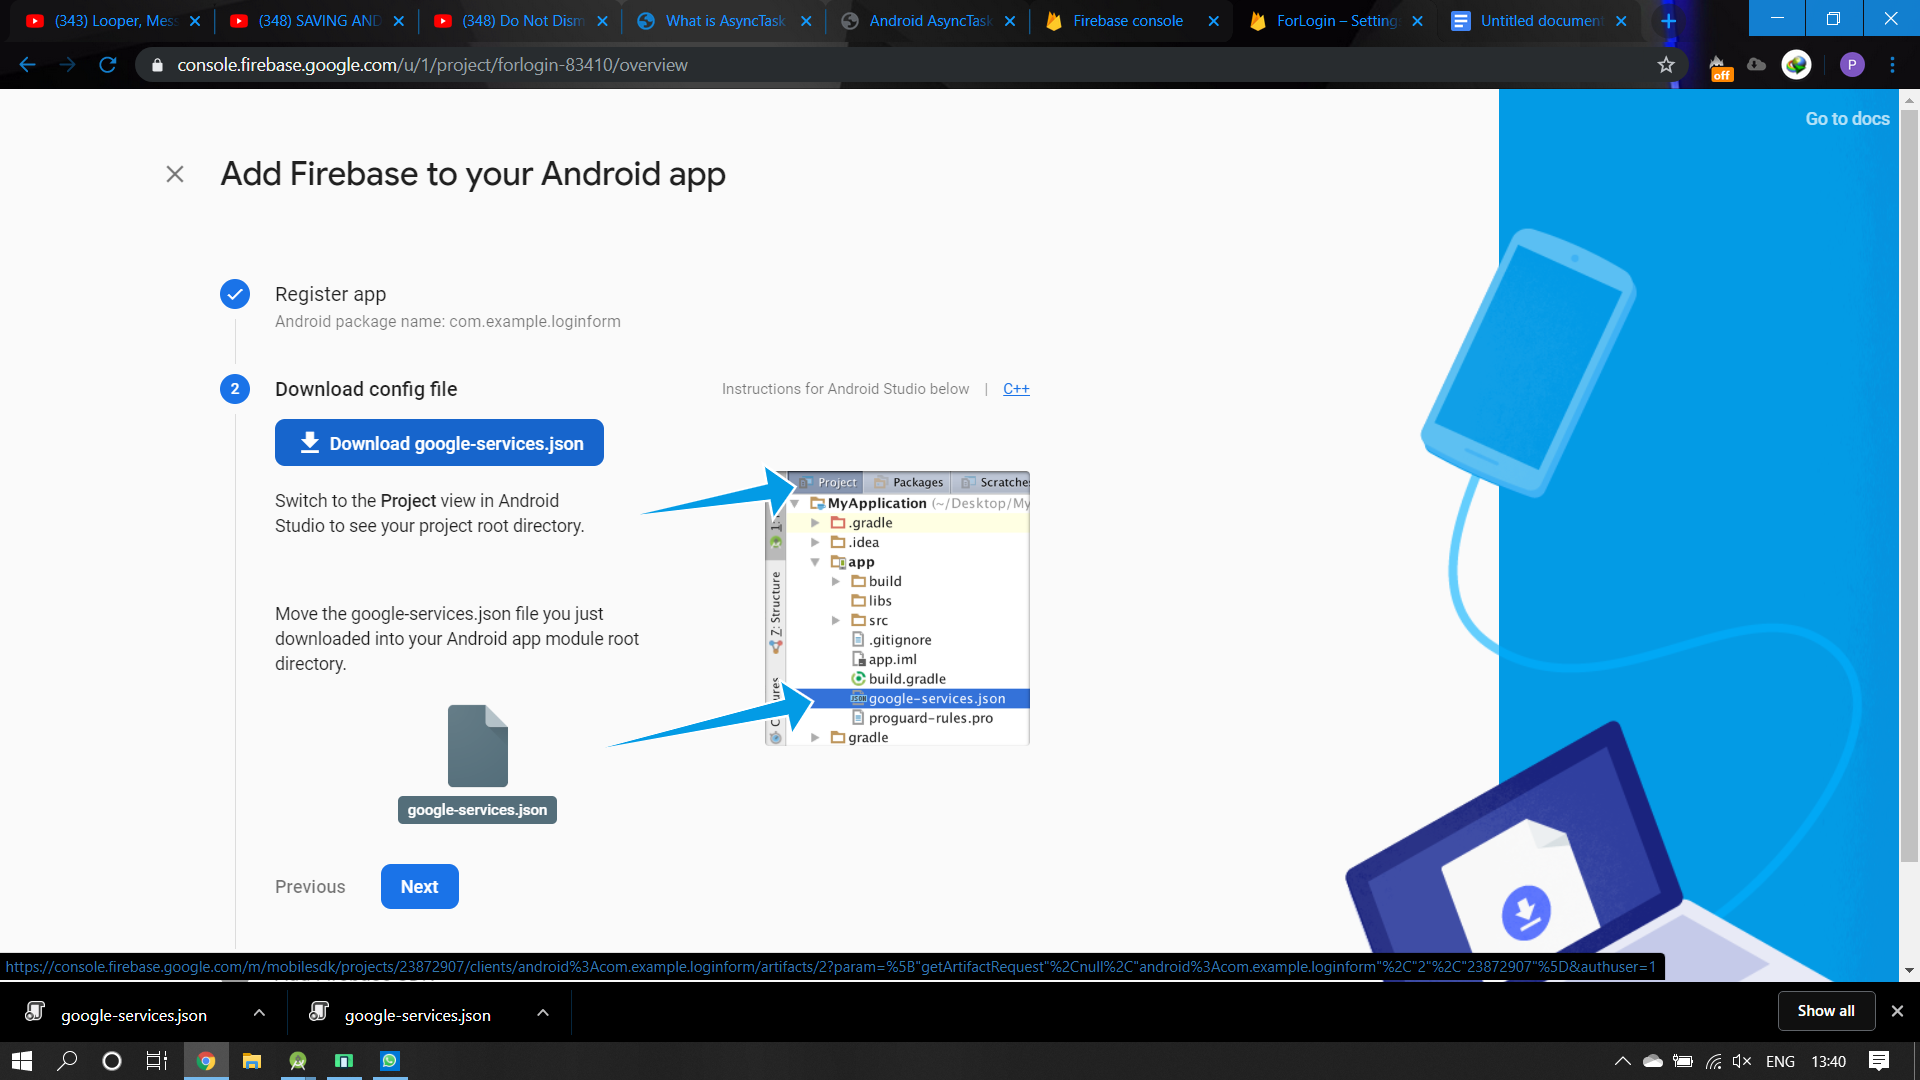 (343) Looper, Mess
(348) SAVING AND
(348) Do Not Dism
What is AsyncTask
Android AsyncTask
Firebase console
ForLogin – Settings
Untitled document
console.firebase.google.com/u/1/project/forlogin-83410/overview
off
P
Go to docs
Add Firebase to your Android app
Register app
Android package name: com.example.loginform
2
Download config file
Instructions for Android Studio below | C++
Download google-services.json
Switch to the Project view in Android
Studio to see your project root directory.
Move the google-services.json file you just
downloaded into your Android app module root
directory.
google-services.json
Project
Packages
Scratches
MyApplication (~/Desktop/My
.gradle
.idea
app
build
libs
src
.gitignore
app.iml
build.gradle
google-services.json
proguard-rules.pro
gradle
Z: Structure
Previous
Next
https://console.firebase.google.com/m/mobilesdk/projects/23872907/clients/android%3Acom.example.loginform/artifacts/2?param=%5B"getArtifactRequest"%2Cnull%2C"android%3Acom.example.loginform"%2C"2"%2C"23872907"%5D&authuser=1
google-services.json
google-services.json
Show all
ENG
13:40